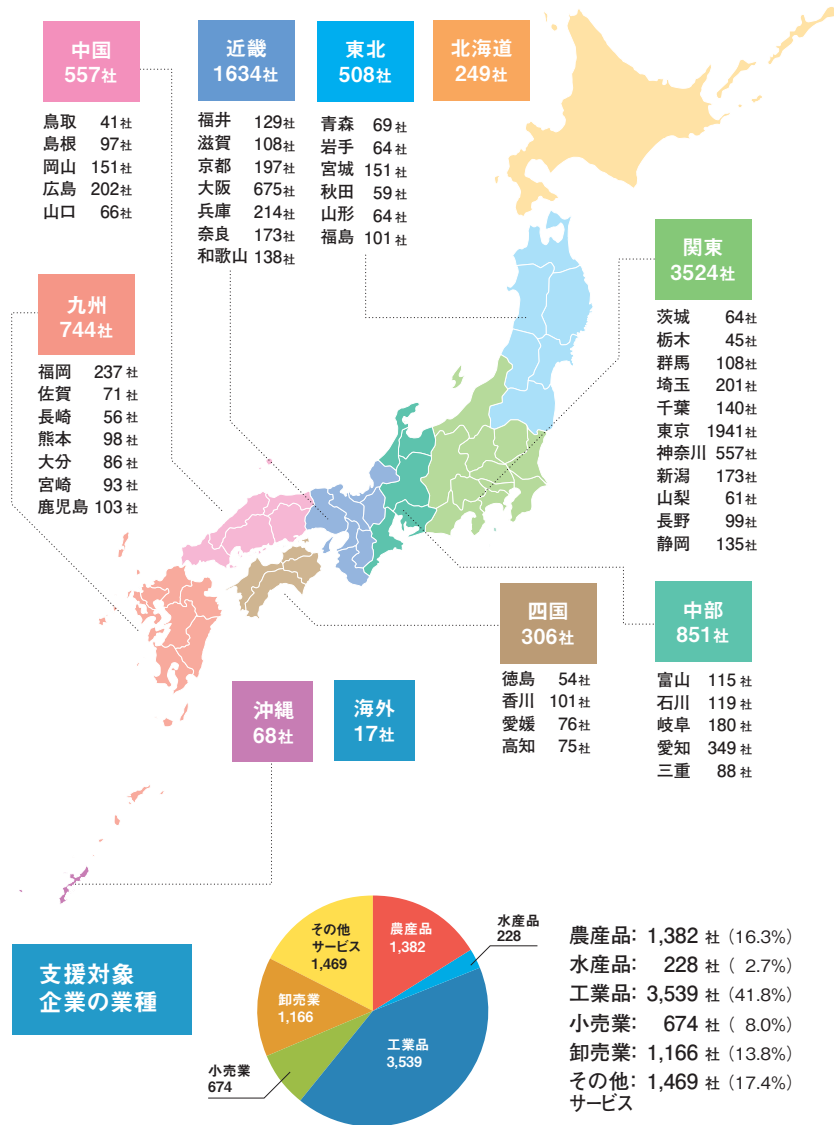 中国
557社
鳥取 41社
島根 97社
岡山 151社
広島 202社
山口 66社
近畿
1634社
福井 129社
滋賀 108社
京都 197社
大阪 675社
兵庫 214社
奈良 173社
和歌山 138社
東北
508社
青森 69社
岩手 64社
宮城 151社
秋田 59社
山形 64社
福島 101社
北海道
249社
関東
3524社
茨城 64社
栃木 45社
群馬 108社
埼玉 201社
千葉 140社
東京 1941社
神奈川 557社
新潟 173社
山梨 61社
長野 99社
静岡 135社
九州
744社
福岡 237社
佐賀 71社
長崎 56社
熊本 98社
大分 86社
宮崎 93社
鹿児島 103社
四国
306社
徳島 54社
香川 101社
愛媛 76社
高知 75社
中部
851社
富山 115社
石川 119社
岐阜 180社
愛知 349社
三重 88社
沖縄
68社
海外
17社
支援対象
企業の業種
その他
サービス
1,469
農産品
1,382
水産品
228
卸売業
1,166
工業品
3,539
小売業
674
農産品: 1,382 社 (16.3%)
水産品: 228 社 ( 2.7%)
工業品: 3,539 社 (41.8%)
小売業: 674 社 ( 8.0%)
卸売業: 1,166 社 (13.8%)
その他: 1,469 社 (17.4%)
サービス